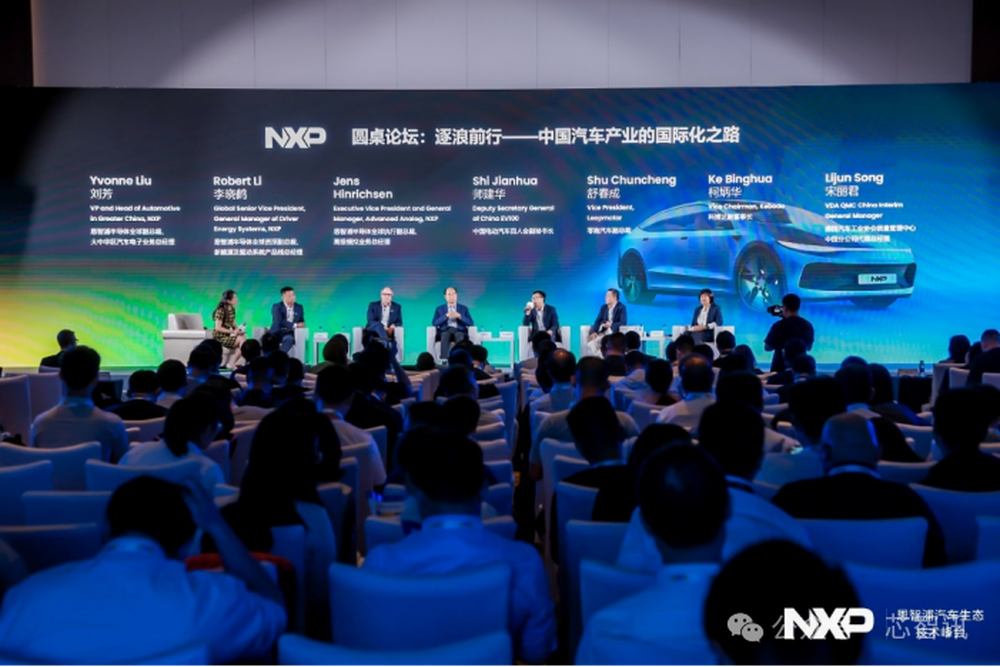 NXP 圆桌论坛：逐浪前行——中国汽车产业的国际化之路
Yvonne Liu
刘芳
VP and Head of Automotive
in Greater China, NXP
恩智浦半导体全球副总裁，
大中华区汽车电子业务总经理
Robert Li
李晓鹤
Global Senior Vice President,
General Manager of Driver
Energy Systems, NXP
恩智浦半导体全球资深副总裁，
新能源及驱动系统产品线总经理
Jens
Hinrichsen
Executive Vice President and General
Manager, Advanced Analog, NXP
恩智浦半导体全球执行副总裁，
高级模拟业务总经理
Shi Jianhua
师建华
Deputy Secretary General
of China EV100
中国电动汽车百人会副秘书长
Shu Chuncheng
舒春成
Vice President,
Leapmotor
零跑汽车副总裁
Ke Binghua
柯炳华
Vice Chairman, Keboda
科博达副董事长
Lijun Song
宋丽君
VDA QMC China Interim
General Manager
德国汽车工业协会质量管理中心
中国分公司代理总经理
NXP
NXP 恩智浦汽车生态
技术峰会
芯智讯